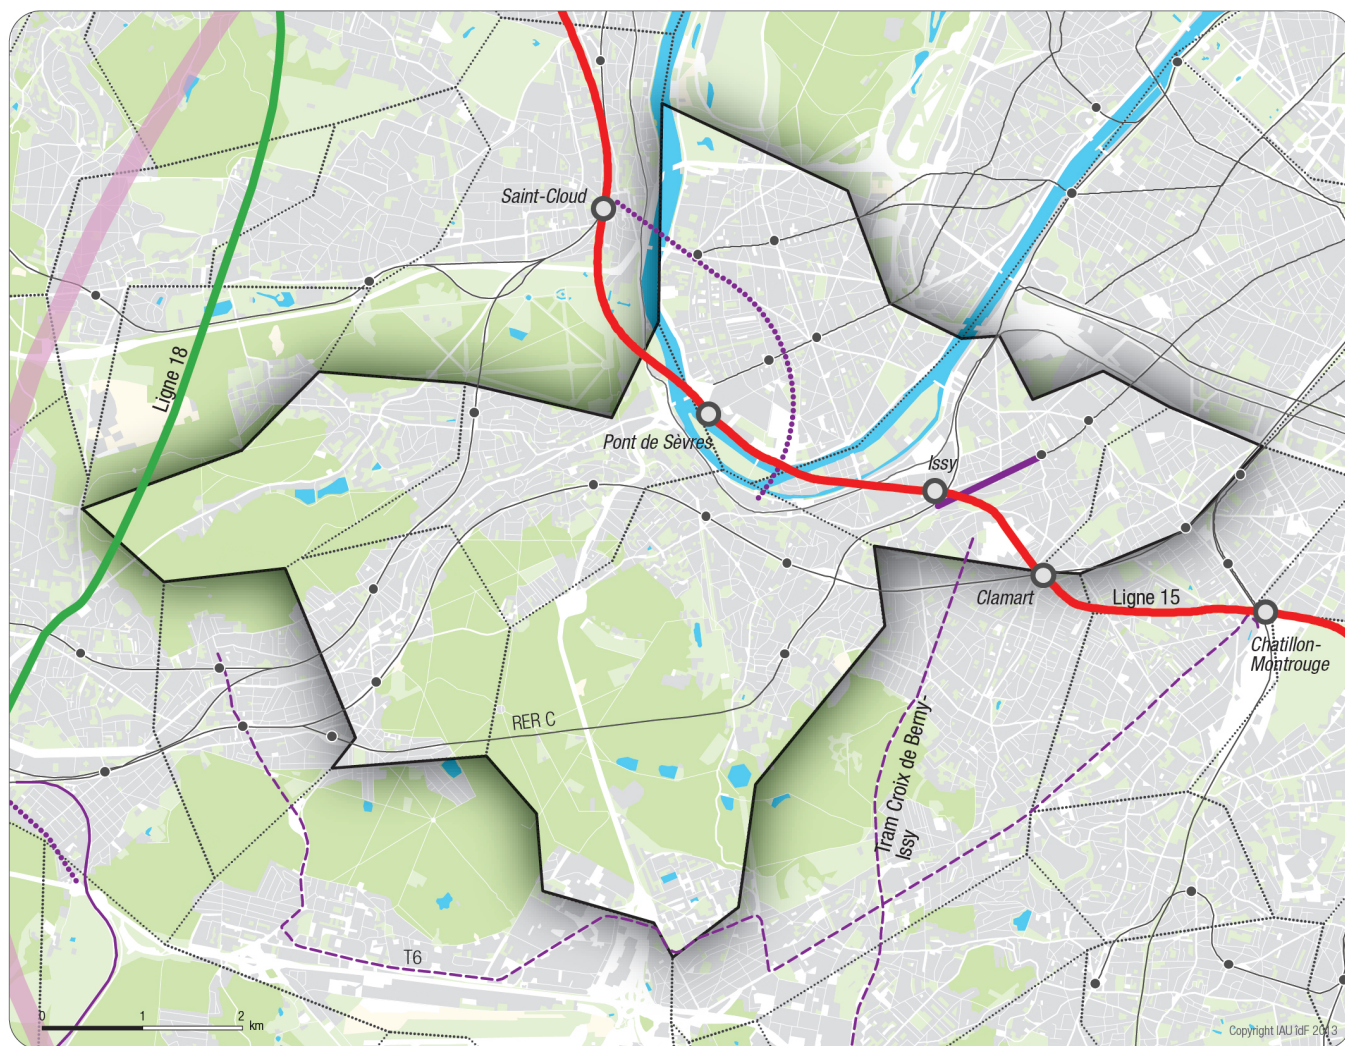 Saint-Cloud
Ligne 18
Pont de Sèvres
Issy
Clamart
Ligne 15
Chatillon-
Montrouge
RER C
Tram Croix de Berny -
Issy
T6
0 1 2
km
Copyright IAU îdF 2013